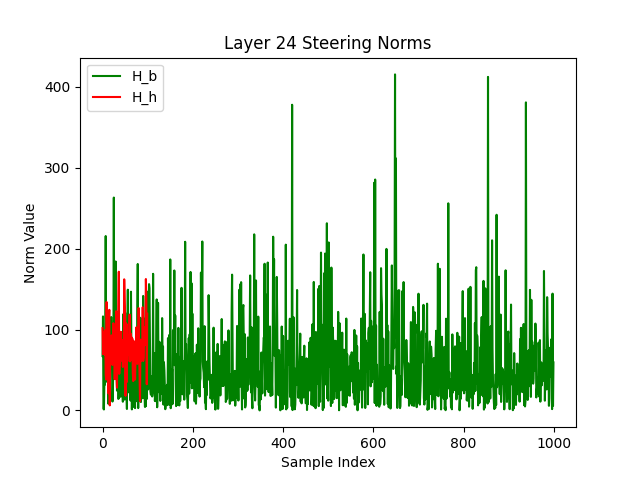 Layer 24 Steering Norms
H_b
H_h
Norm Value
400
300
200
100
0
0 200 400 600 800 1000
Sample Index